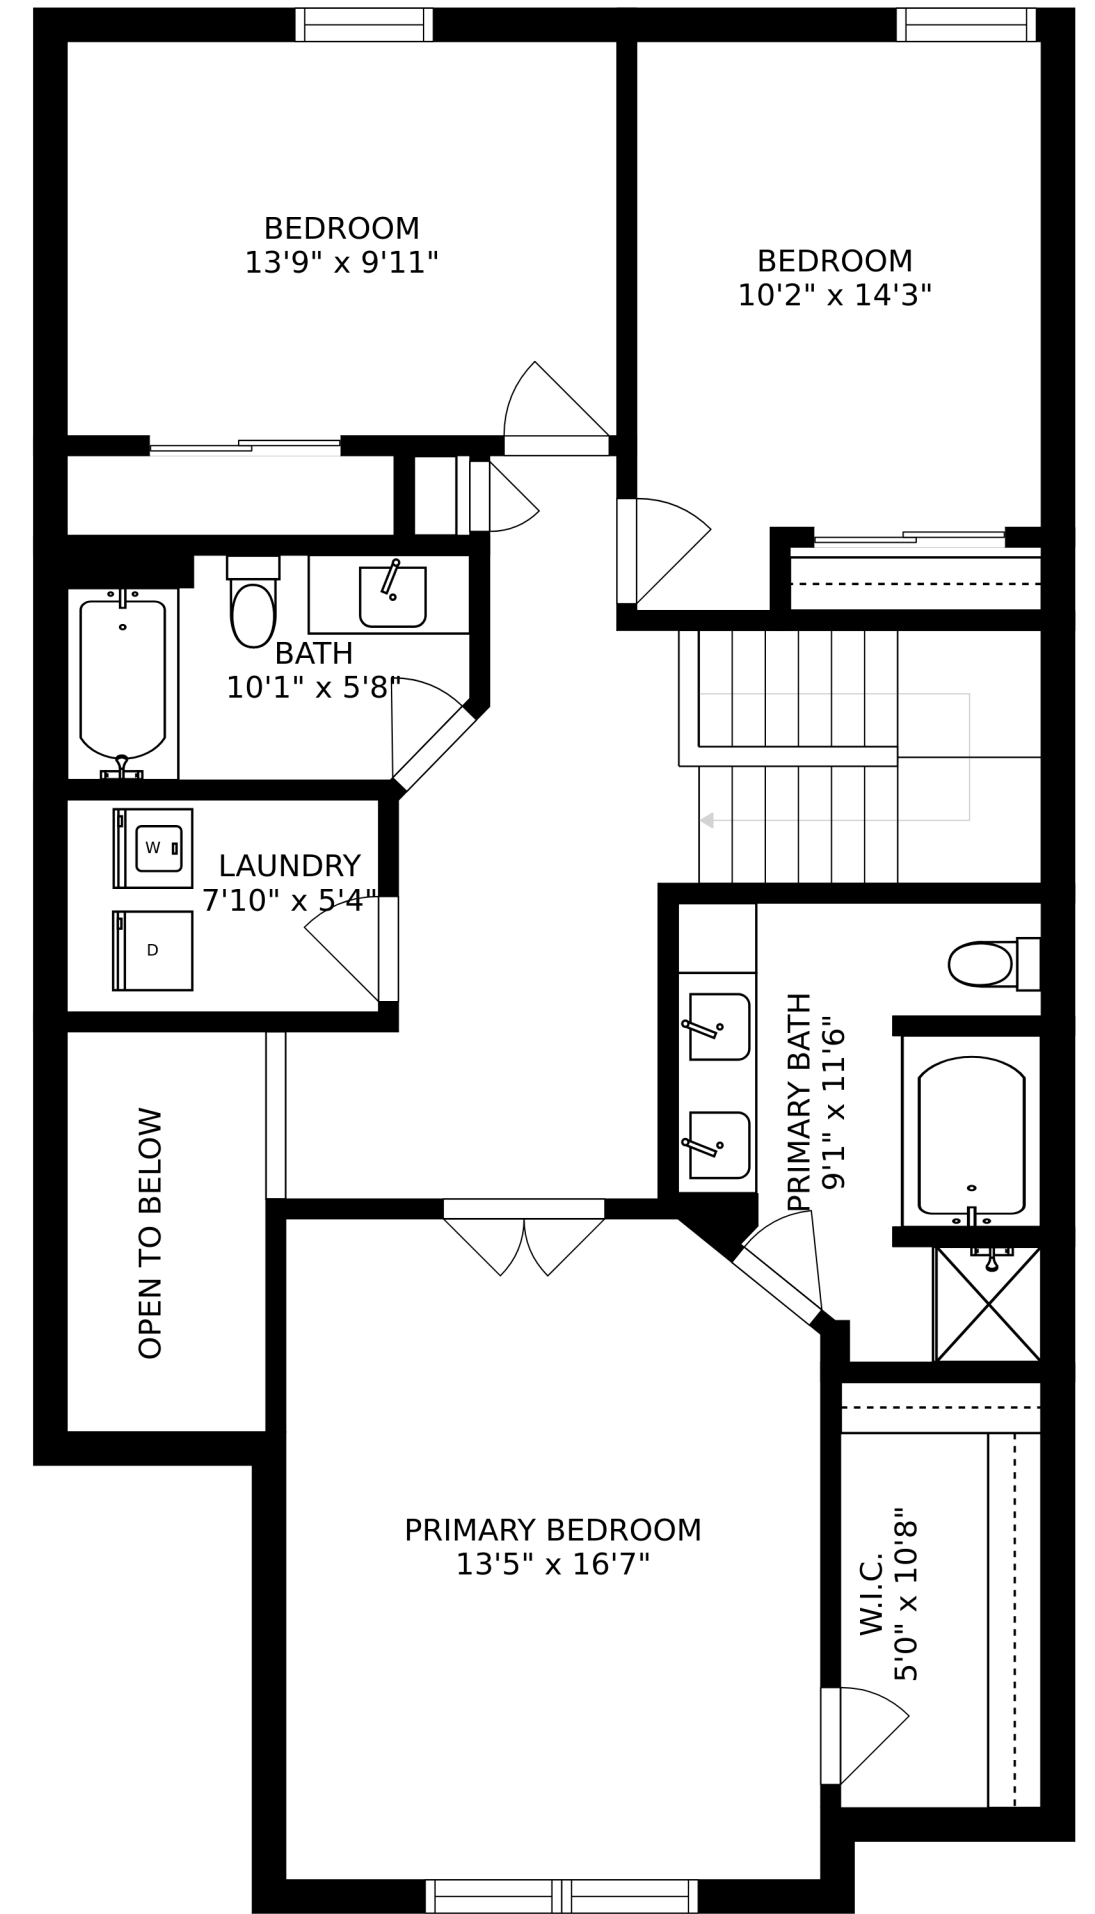 BEDROOM
13'9" x 9'11"
BEDROOM
10'2" x 14'3"
BATH
10'1" x 5'8"
LAUNDRY
7'10" x 5'4"
W
D
PRIMARY BATH
9'1" x 11'6"
OPEN TO BELOW
PRIMARY BEDROOM
13'5" x 16'7"
W.I.C.
5'0" x 10'8"